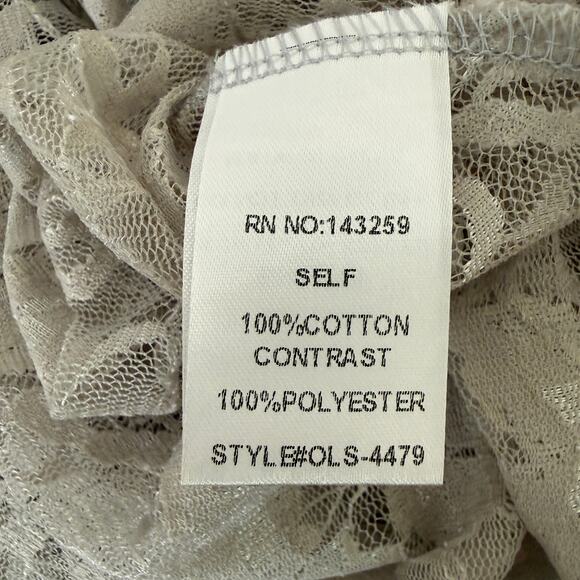 RN NO:143259
SELF
100%COTTON
CONTRAST
100%POLYESTER
STYLE#OLS-4479